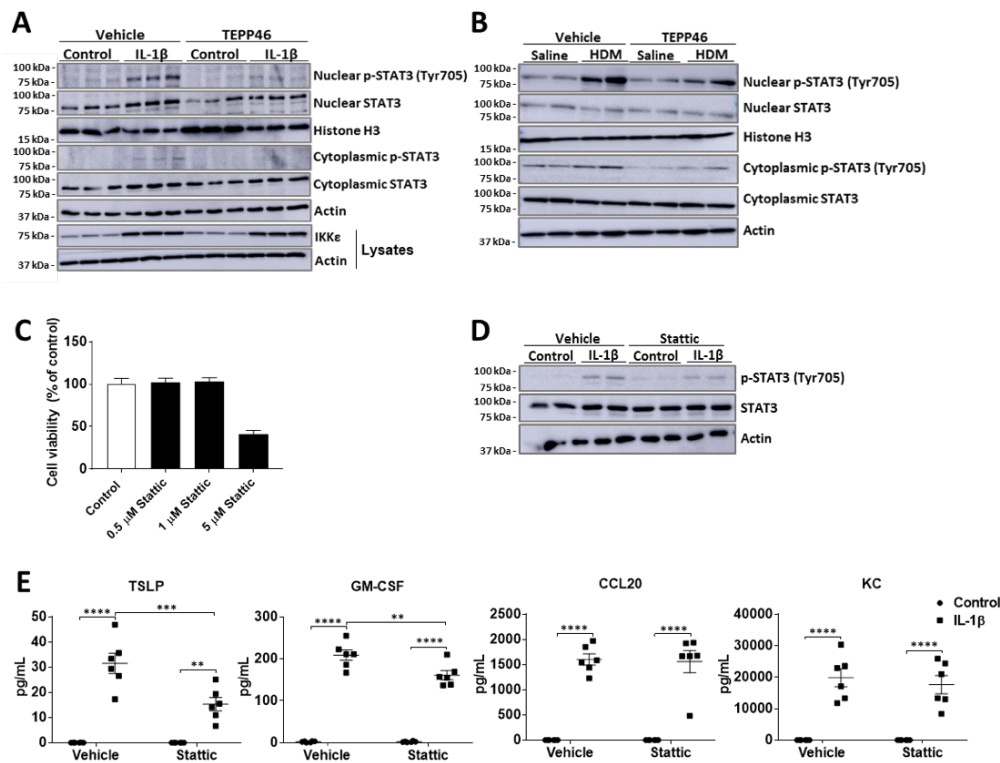 A
Vehicle TEPP46
Control IL-1β Control IL-1β
100 kDa
75 kDa
Nuclear p-STAT3 (Tyr705)
100 kDa
75 kDa
Nuclear STAT3
15 kDa
Histone H3
100 kDa
75 kDa
Cytoplasmic p-STAT3
100 kDa
75 kDa
Cytoplasmic STAT3
37 kDa
Actin
75 kDa
IKKε
37 kDa
Actin
Lysates
B
Vehicle TEPP46
Saline HDM Saline HDM
100 kDa
75 kDa
Nuclear p-STAT3 (Tyr705)
100 kDa
75 kDa
Nuclear STAT3
15 kDa
Histone H3
100 kDa
75 kDa
Cytoplasmic p-STAT3 (Tyr705)
100 kDa
75 kDa
Cytoplasmic STAT3
37 kDa
Actin
C
Cell viability (% of control)
150
100
50
0
Control
0.5 μM Stattic
1 μM Stattic
5 μM Stattic
D
Vehicle Stattic
Control IL-1β Control IL-1β
100 kDa
75 kDa
p-STAT3 (Tyr705)
100 kDa
75 kDa
STAT3
37 kDa
Actin
E
TSLP
pg/mL
50
40
30
20
10
0
**** *** **
Vehicle Stattic
GM-CSF
pg/mL
300
200
100
0
**** ** ****
Vehicle Stattic
CCL20
pg/mL
2500
2000
1500
1000
500
0
**** ****
Vehicle Stattic
KC
pg/mL
40000
30000
20000
10000
0
**** ****
Vehicle Stattic
Control
IL-1β